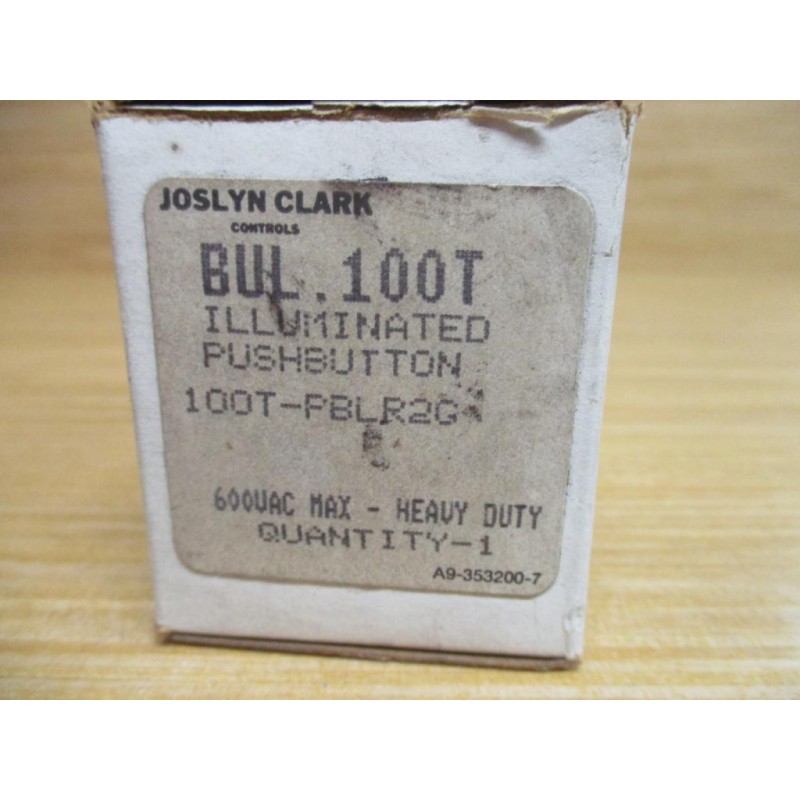 JOSLYN CLARK
CONTROLS
BUL.100T
ILLUMINATED
PUSHBUTTON
100T-PBLR2G
600VAC MAX - HEAVY DUTY
QUANTITY-1
A9-353200-7